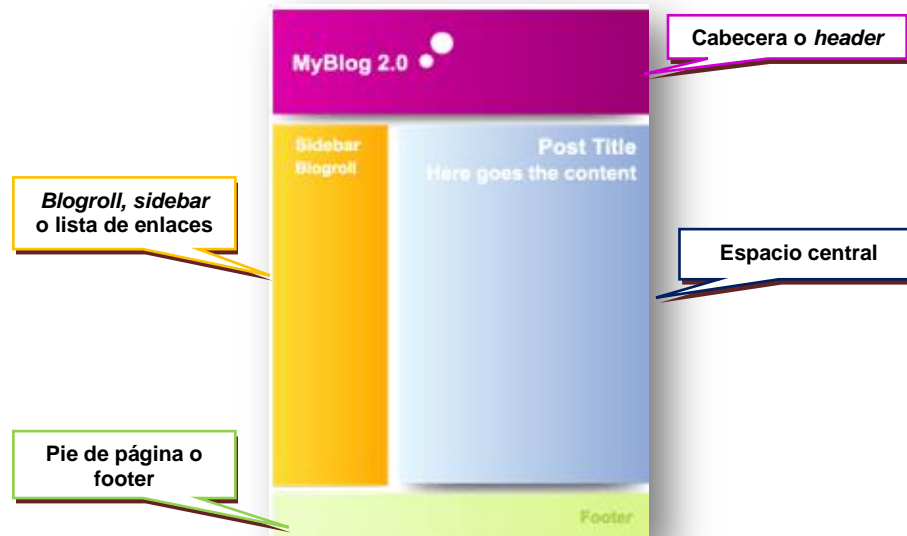 Cabecera o header
MyBlog 2.0
Sidebar
Blogroll
Post Title
Here goes the content
Blogroll, sidebar
o lista de enlaces
Espacio central
Pie de página o
footer
Footer